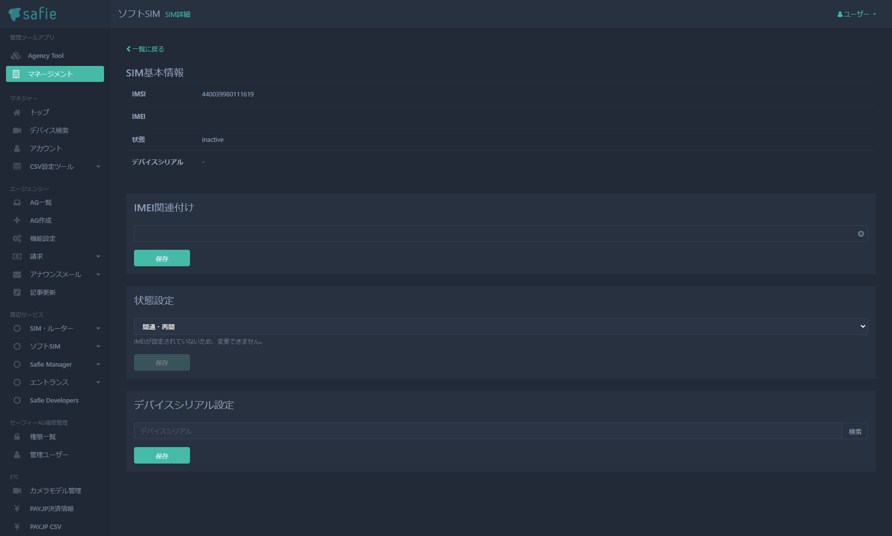 safie
ソフトSIM SIM詳細
ユーザー
管理ツールアプリ
Agency Tool
マネージメント
マネジャー
トップ
デバイス検索
アカウント
CSV設定ツール
エージェンシー
AG一覧
AG作成
機能設定
請求
アナウンスメール
記事更新
周辺サービス
SIM・ルーター
ソフトSIM
Safie Manager
エントランス
Safie Developers
セーフィーAG権限管理
権限一覧
管理ユーザー
ETC
カメラモデル管理
PAY.JP決済情報
PAY.JP CSV
一覧に戻る
SIM基本情報
IMSI 440039980111619
IMEI
状態 inactive
デバイスシリアル -
IMEI関連付け
保存
状態設定
開通・再開
IMEIが設定されていないため、変更できません。
保存
デバイスシリアル設定
デバイスシリアル 検索
保存